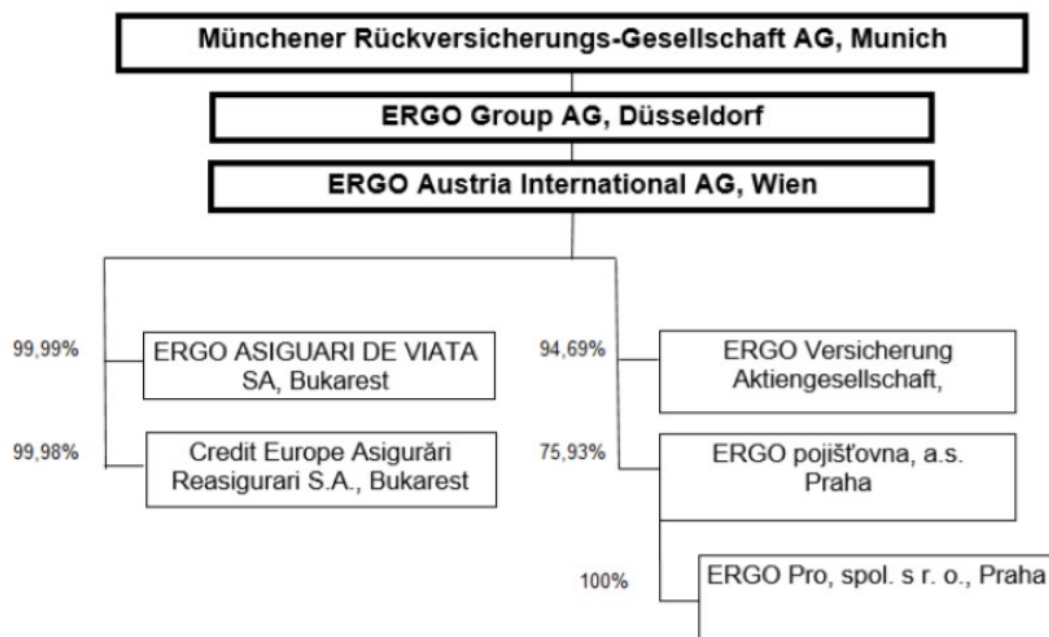 Münchener Rückversicherungs-Gesellschaft AG, Munich
ERGO Group AG, Düsseldorf
ERGO Austria International AG, Wien
99,99%
ERGO ASIGUARI DE VIATA
SA, Bukarest
94,69%
ERGO Versicherung
Aktiengesellschaft,
99,98%
Credit Europe Asigurări
Reasigurari S.A., Bukarest
75,93%
ERGO pojišťovna, a.s.
Praha
100%
ERGO Pro, spol. s r. o., Praha